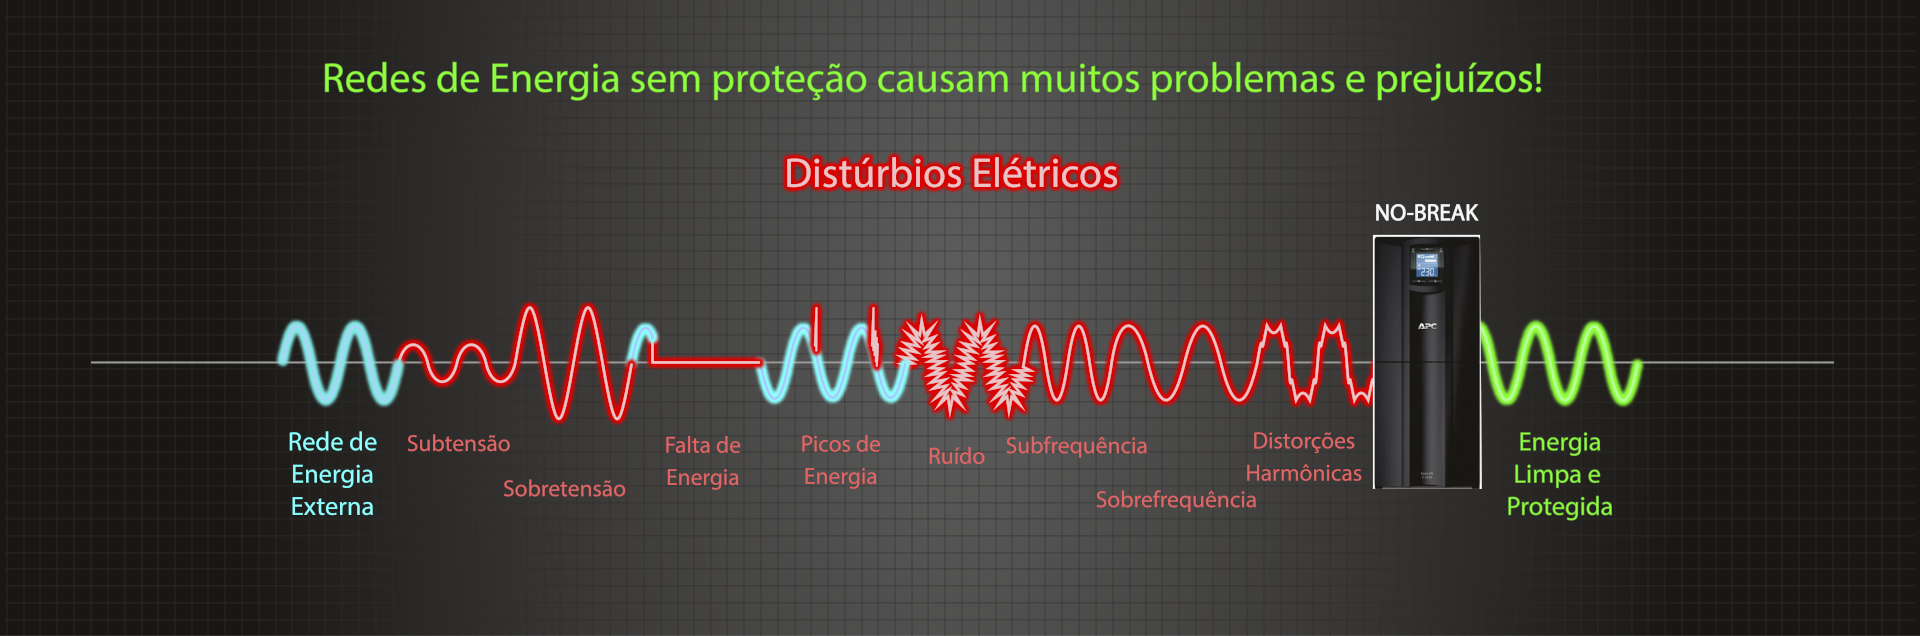 Redes de Energia sem proteção causam muitos problemas e prejuízos!
Distúrbios Elétricos
NO-BREAK
230
APC
Rede de
Energia
Externa
Subtensão
Sobretensão
Falta de
Energia
Picos de
Energia
Ruído
Subfrequência
Sobrefrequência
Distorções
Harmônicas
Energia
Limpa e
Protegida